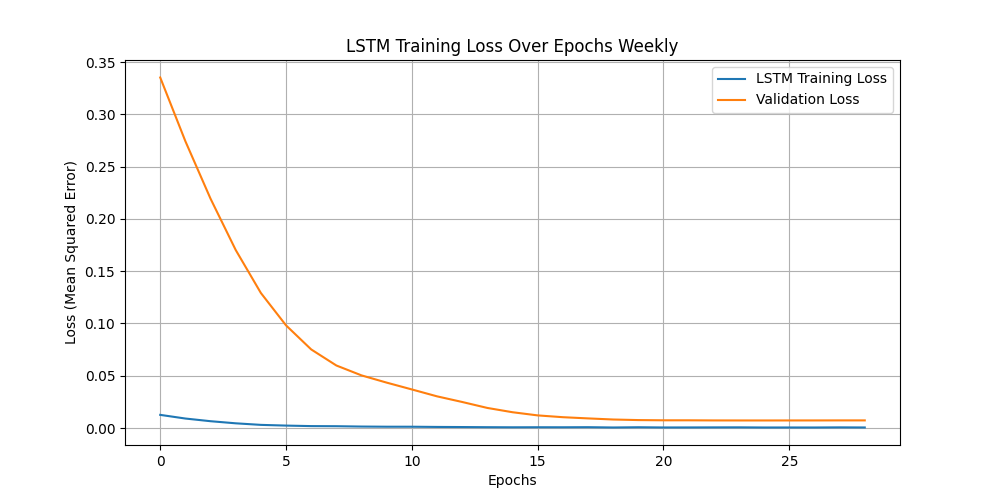 LSTM Training Loss Over Epochs Weekly
LSTM Training Loss
Validation Loss
Loss (Mean Squared Error)
0.35
0.30
0.25
0.20
0.15
0.10
0.05
0.00
0 5 10 15 20 25
Epochs